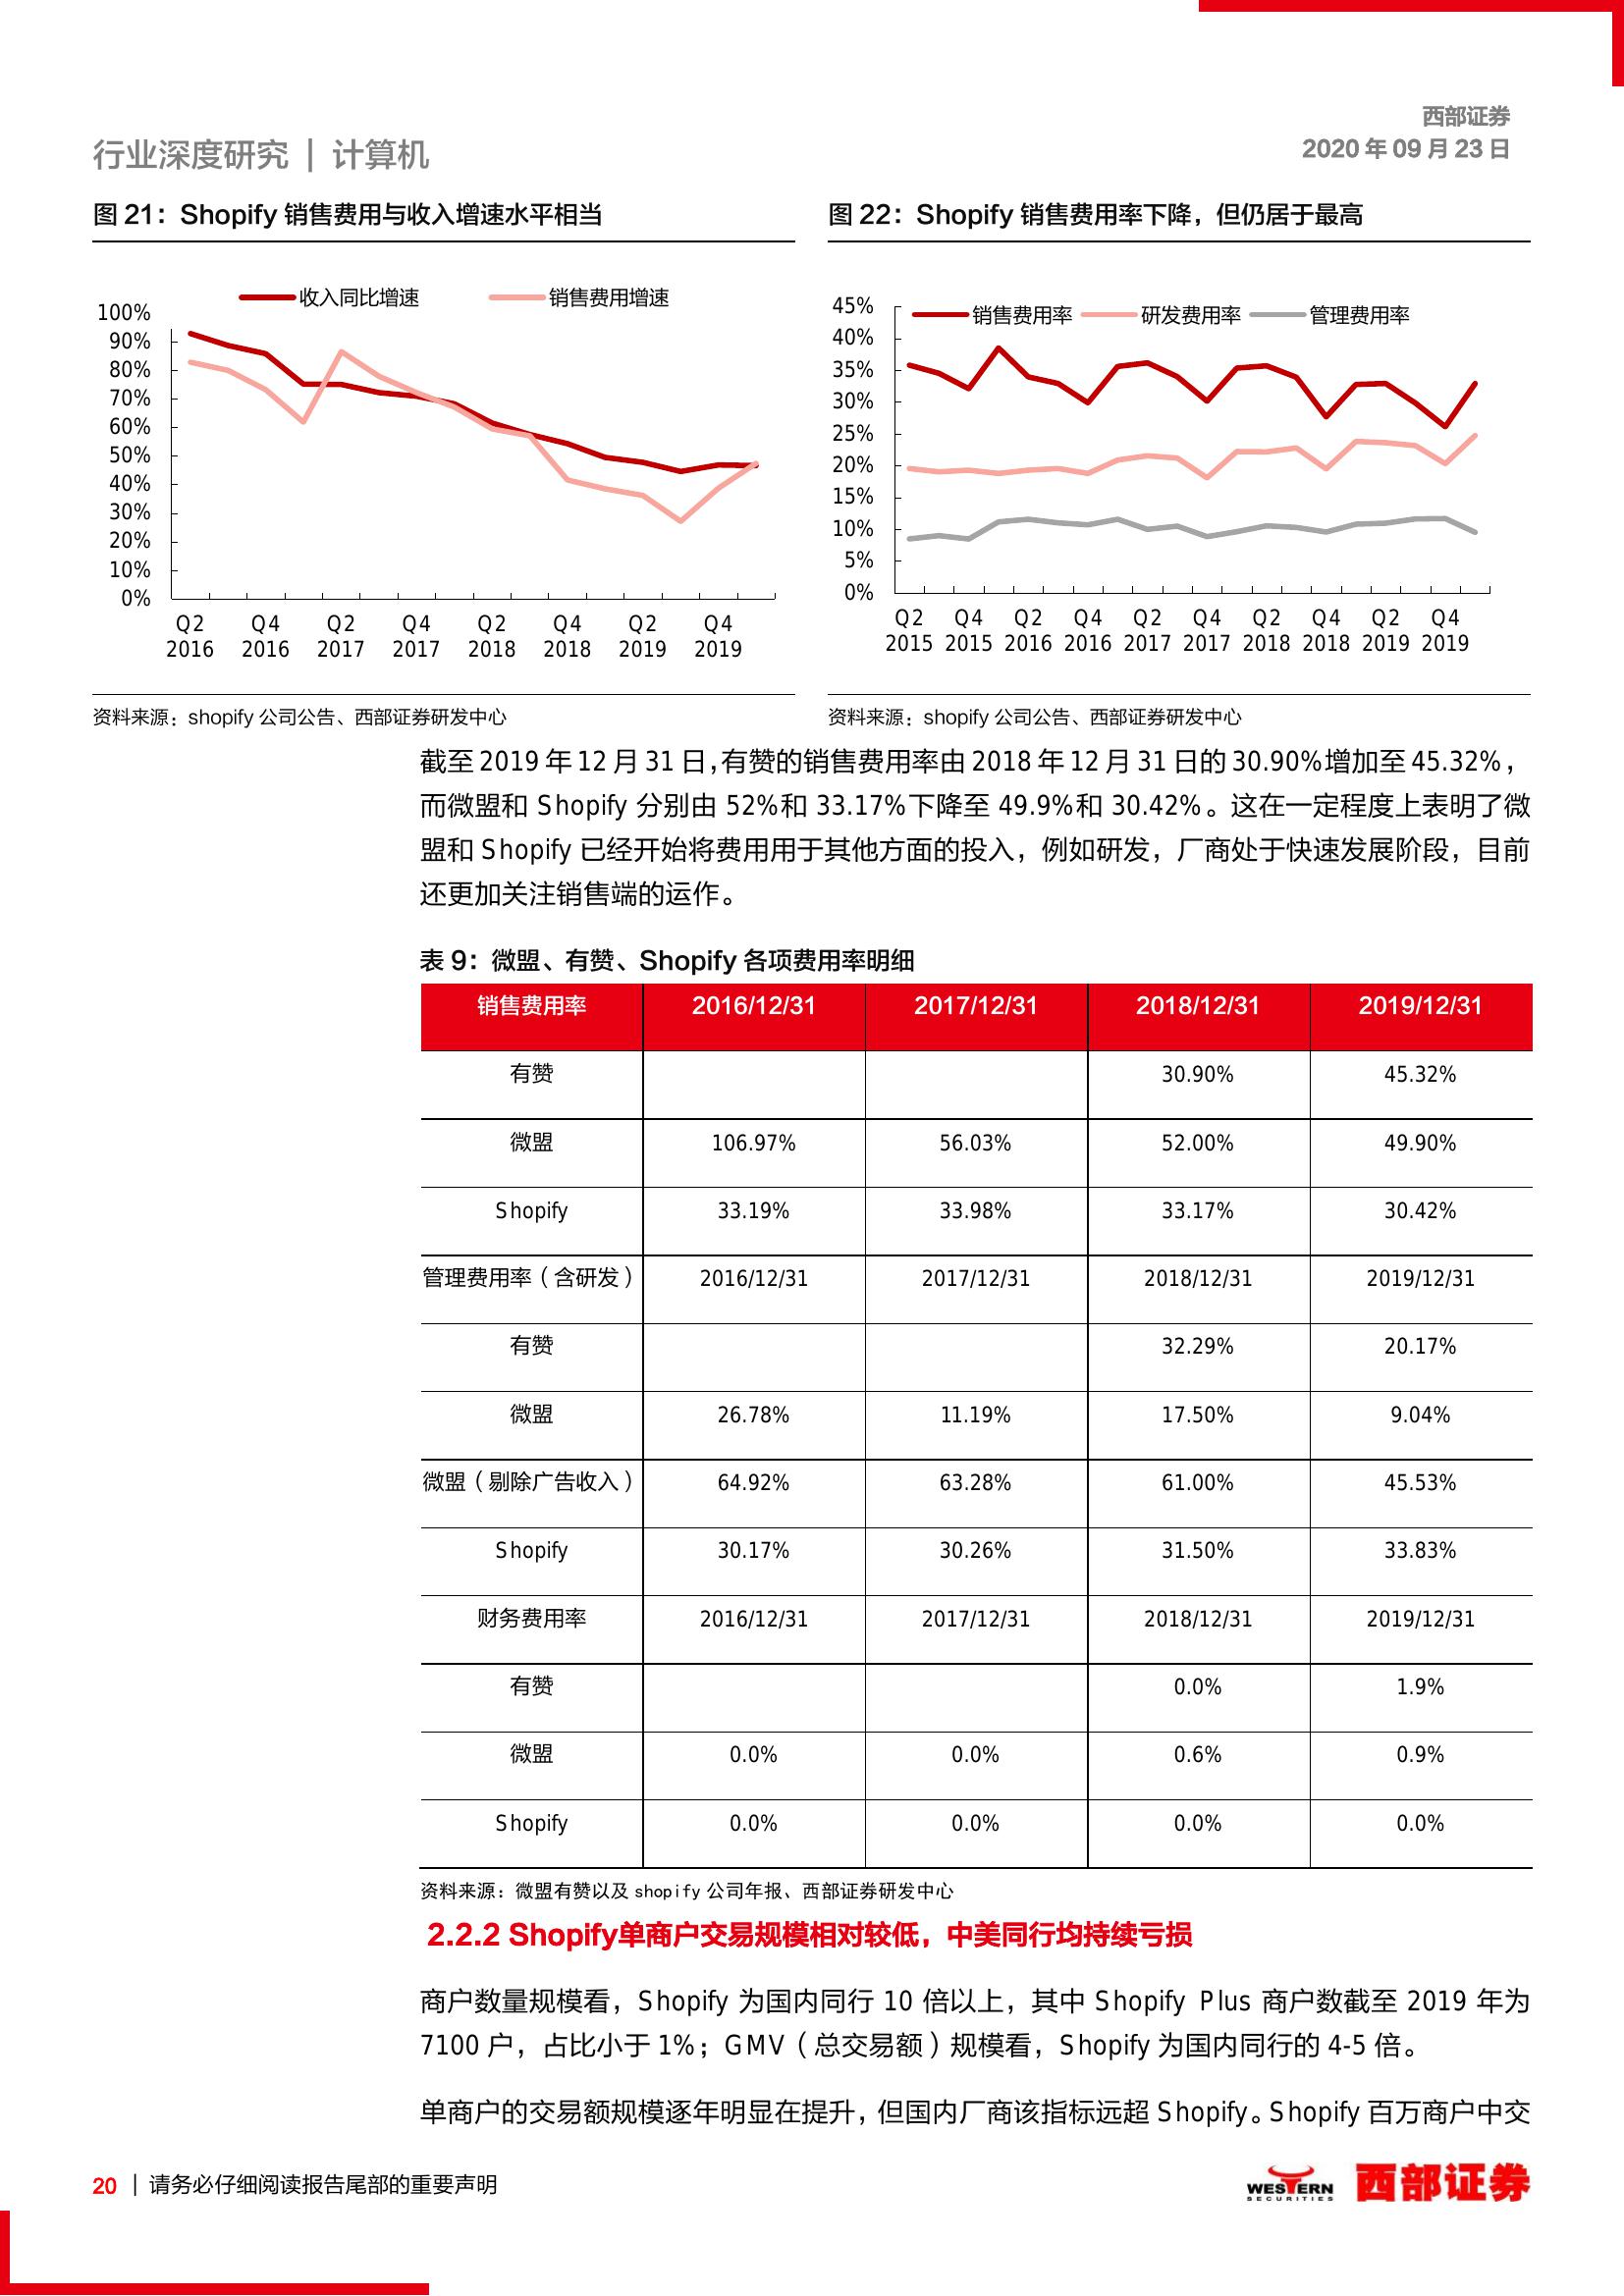 西部证券
行业深度研究 | 计算机
2020 年 09 月 23 日
图 21：Shopify 销售费用与收入增速水平相当
收入同比增速 销售费用增速
100%
90%
80%
70%
60%
50%
40%
30%
20%
10%
0%
Q2 Q4 Q2 Q4 Q2 Q4 Q2 Q4
2016 2016 2017 2017 2018 2018 2019 2019
资料来源：shopify 公司公告、西部证券研发中心
图 22：Shopify 销售费用率下降，但仍居于最高
销售费用率 研发费用率 管理费用率
45%
40%
35%
30%
25%
20%
15%
10%
5%
0%
Q2 Q4 Q2 Q4 Q2 Q4 Q2 Q4 Q2 Q4
2015 2015 2016 2016 2017 2017 2018 2018 2019 2019
资料来源：shopify 公司公告、西部证券研发中心
截至 2019 年 12 月 31 日，有赞的销售费用率由 2018 年 12 月 31 日的 30.90%增加至 45.32%，
而微盟和 Shopify 分别由 52%和 33.17%下降至 49.9%和 30.42%。这在一定程度上表明了微
盟和 Shopify 已经开始将费用用于其他方面的投入，例如研发，厂商处于快速发展阶段，目前
还更加关注销售端的运作。
表 9：微盟、有赞、Shopify 各项费用率明细
销售费用率 2016/12/31 2017/12/31 2018/12/31 2019/12/31
有赞 30.90% 45.32%
微盟 106.97% 56.03% 52.00% 49.90%
Shopify 33.19% 33.98% 33.17% 30.42%
管理费用率（含研发） 2016/12/31 2017/12/31 2018/12/31 2019/12/31
有赞 32.29% 20.17%
微盟 26.78% 11.19% 17.50% 9.04%
微盟（剔除广告收入） 64.92% 63.28% 61.00% 45.53%
Shopify 30.17% 30.26% 31.50% 33.83%
财务费用率 2016/12/31 2017/12/31 2018/12/31 2019/12/31
有赞 0.0% 1.9%
微盟 0.0% 0.0% 0.6% 0.9%
Shopify 0.0% 0.0% 0.0% 0.0%
资料来源：微盟有赞以及 shopify 公司年报、西部证券研发中心
2.2.2 Shopify单商户交易规模相对较低，中美同行均持续亏损
商户数量规模看，Shopify 为国内同行 10 倍以上，其中 Shopify Plus 商户数截至 2019 年为
7100 户，占比小于 1%；GMV（总交易额）规模看，Shopify 为国内同行的 4-5 倍。
单商户的交易额规模逐年明显在提升，但国内厂商该指标远超 Shopify。Shopify 百万商户中交
20 | 请务必仔细阅读报告尾部的重要声明
WESTERN
SECURITIES
西部证券